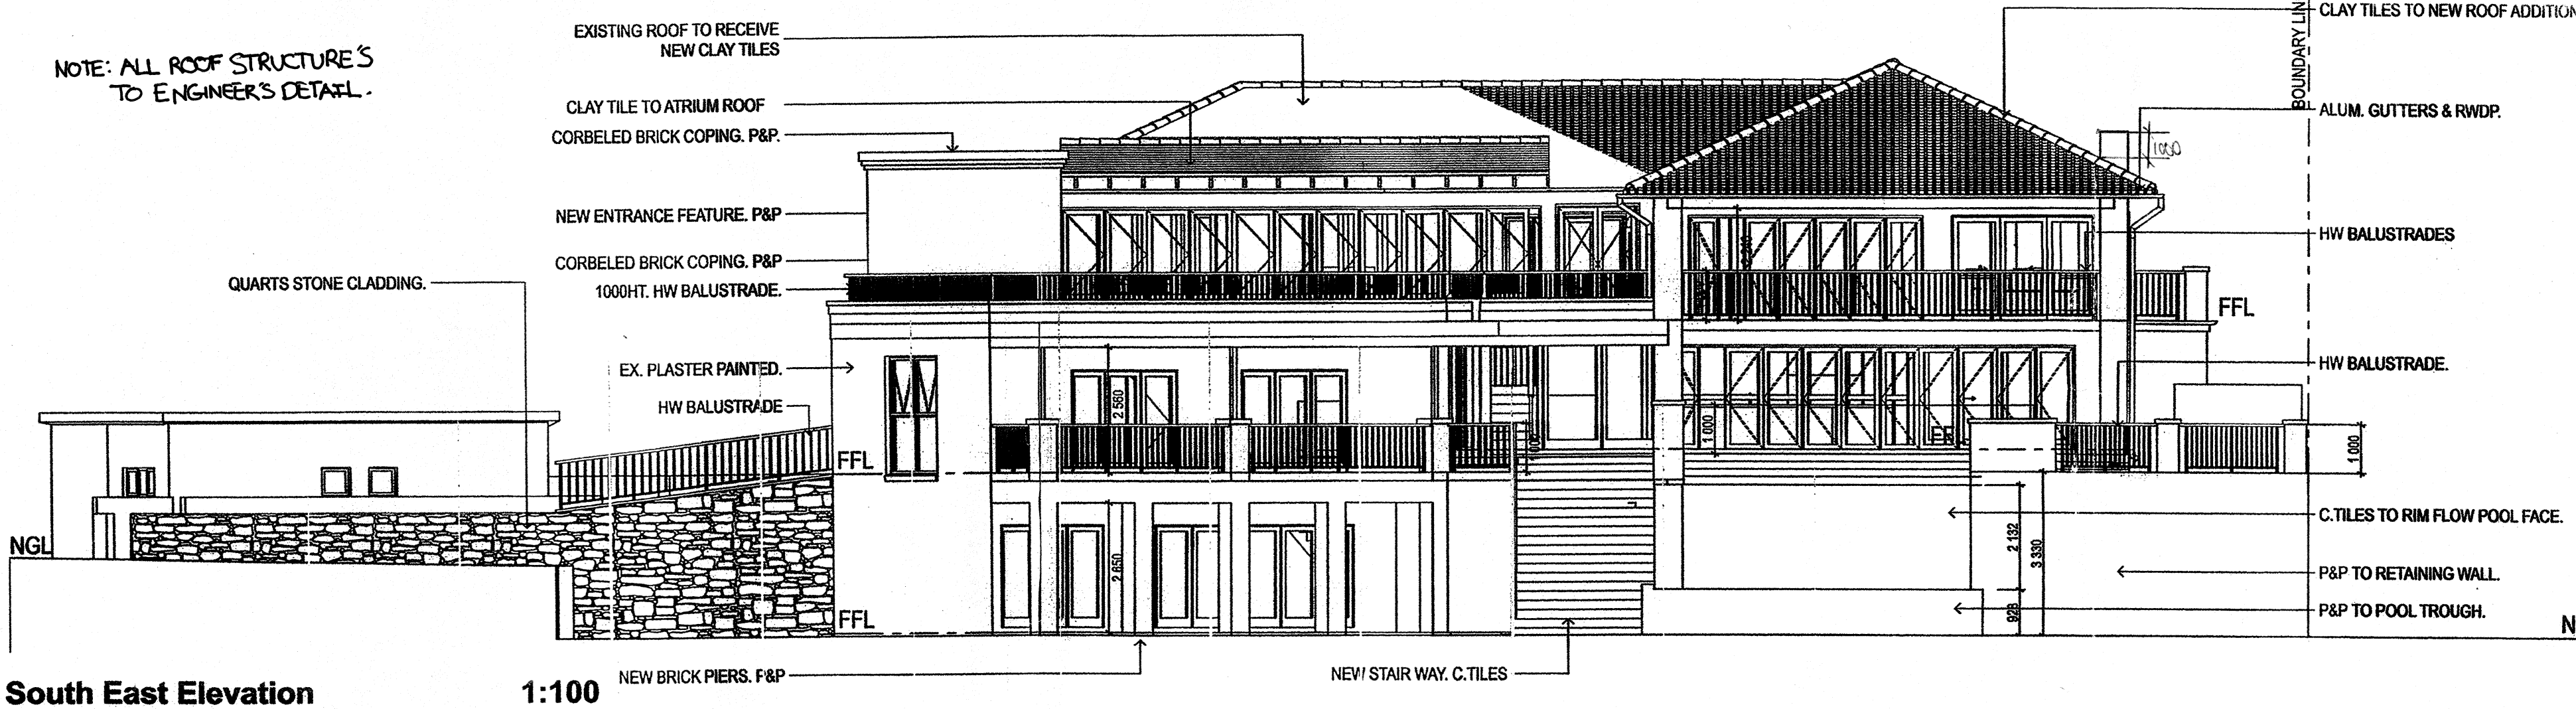 NOTE: ALL ROOF STRUCTURE'S
TO ENGINEER'S DETAIL.
EXISTING ROOF TO RECEIVE
NEW CLAY TILES
CLAY TILE TO ATRIUM ROOF
CORBELED BRICK COPING. P&P.
NEW ENTRANCE FEATURE. P&P
CORBELED BRICK COPING. P&P
1000HT. HW BALUSTRADE.
QUARTS STONE CLADDING.
EX. PLASTER PAINTED.
HW BALUSTRADE
FFL
FFL
NGL
2 560
2 650
1 000
BOUNDARY LIN
CLAY TILES TO NEW ROOF ADDITION
ALUM. GUTTERS & RWDP.
1000
HW BALUSTRADES
FFL
HW BALUSTRADE.
1 000
C.TILES TO RIM FLOW POOL FACE.
2 132
3 330
P&P TO RETAINING WALL.
928
P&P TO POOL TROUGH.
N
NEW BRICK PIERS. P&P
NEW STAIR WAY. C.TILES
South East Elevation
1:100